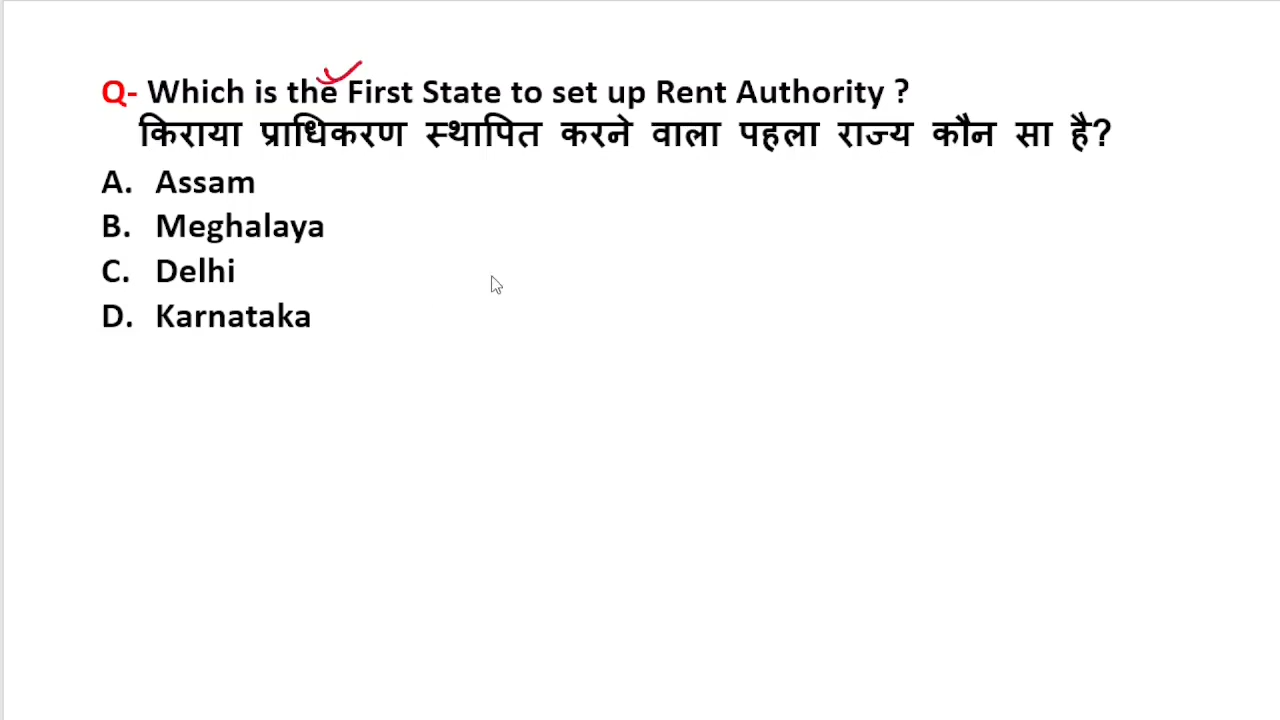 Q- Which is the First State to set up Rent Authority ?
किराया प्राधिकरण स्थापित करने वाला पहला राज्य कौन सा है?
A. Assam
B. Meghalaya
C. Delhi
D. Karnataka